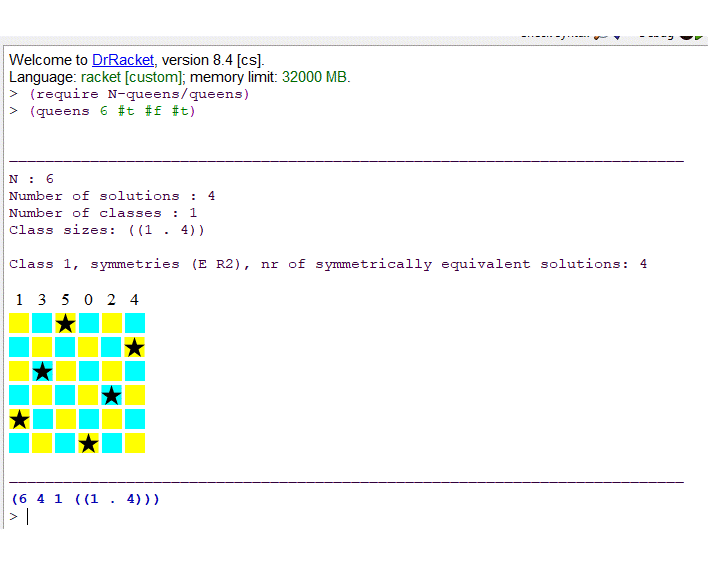 Welcome to DrRacket, version 8.4 [cs].
Language: racket [custom]; memory limit: 32000 MB.
> (require N-queens/queens)
> (queens 6 #t #f #t)
N : 6
Number of solutions : 4
Number of classes : 1
Class sizes: ((1 . 4))
Class 1, symmetries (E R2), nr of symmetrically equivalent solutions: 4
1 3 5 0 2 4
(6 4 1 ((1 . 4)))
>